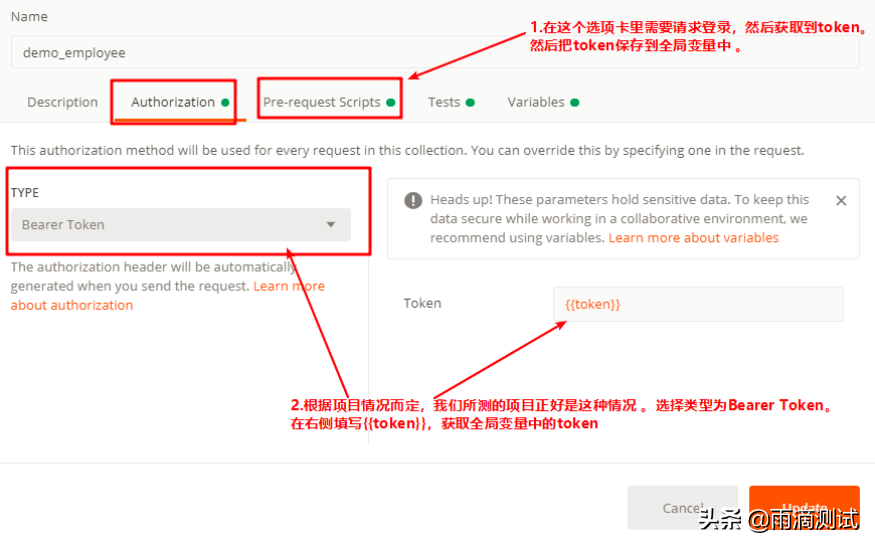 Name
1.在这个选项卡里需要请求登录，然后获取到token。
然后把token保存到全局变量中 。
demo_employee
Description Authorization Pre-request Scripts Tests Variables
This authorization method will be used for every request in this collection. You can override this by specifying one in the request.
TYPE
Bearer Token
The authorization header will be automatically
generated when you send the request. Learn more
about authorization
Heads up! These parameters hold sensitive data. To keep this
data secure while working in a collaborative environment, we
recommend using variables. Learn more about variables
Token
{{token}}
2.根据项目情况而定，我们所测的项目正好是这种情况 。选择类型为Bearer Token。
在右侧填写{{token}}，获取全局变量中的token
Cancel Update
头条 @雨滴测试